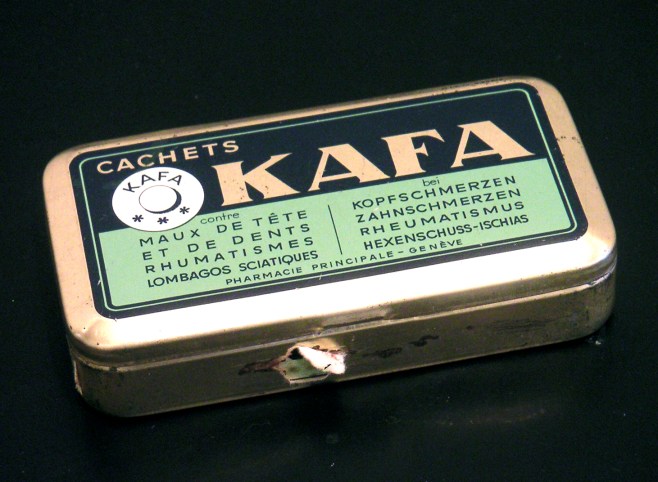 CACHETS
KAFA
KAFA
***
contre
MAUX DE TÊTE
ET DE DENTS
RHUMATISMES
LOMBAGOS SCIATIQUES
bei
KOPFSCHMERZEN
ZAHNSCHMERZEN
RHEUMATISMUS
HEXENSCHUSS-ISCHIAS
PHARMACIE PRINCIPALE - GENÈVE